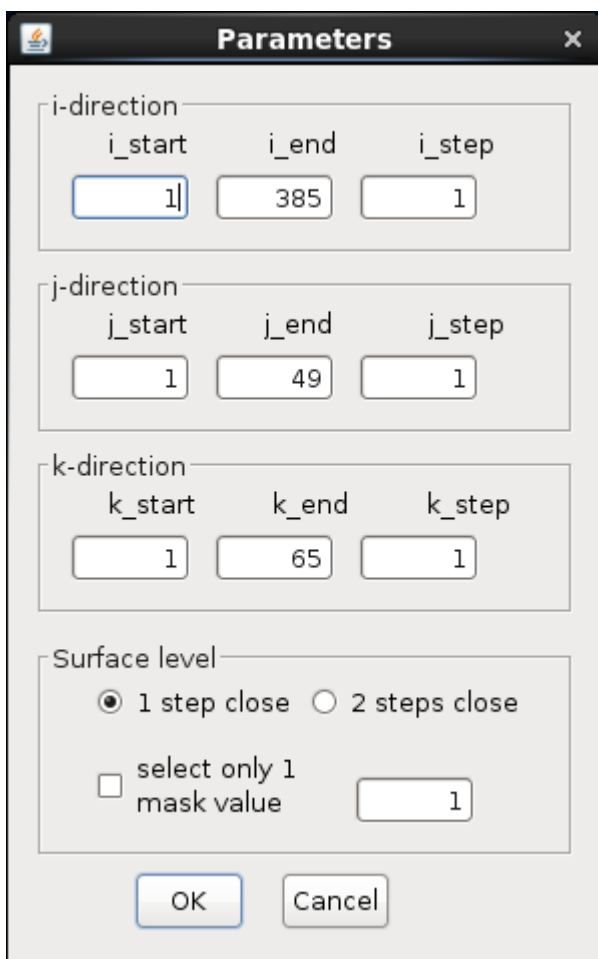 Parameters
i-direction
i_start i_end i_step
1 385 1
j-direction
j_start j_end j_step
1 49 1
k-direction
k_start k_end k_step
1 65 1
Surface level
1 step close 2 steps close
select only 1
mask value 1
OK Cancel